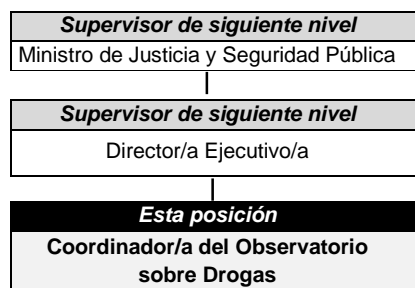 Supervisor de siguiente nivel
Ministro de Justicia y Seguridad Pública
Supervisor de siguiente nivel
Director/a Ejecutivo/a
Esta posición
Coordinador/a del Observatorio
sobre Drogas